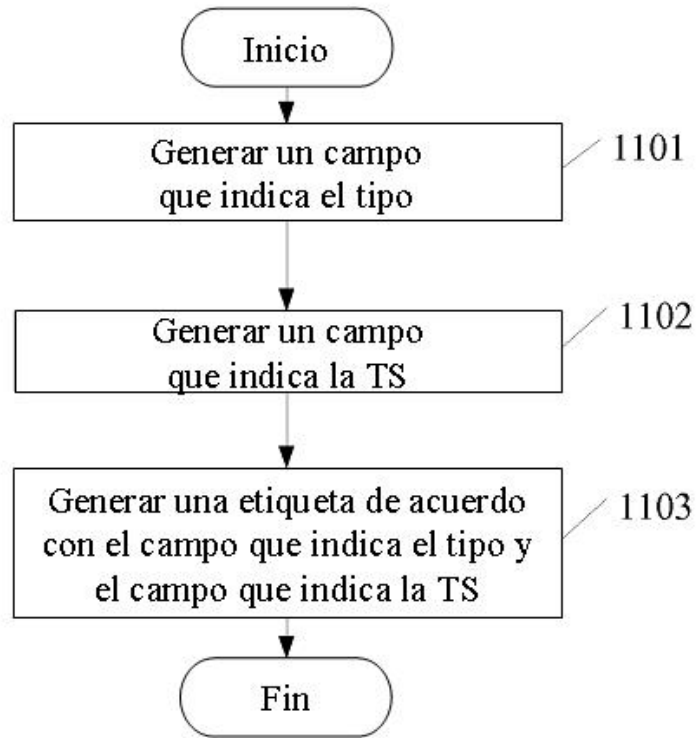 Inicio
Generar un campo
que indica el tipo
1101
Generar un campo
que indica la TS
1102
Generar una etiqueta de acuerdo
con el campo que indica el tipo y
el campo que indica la TS
1103
Fin